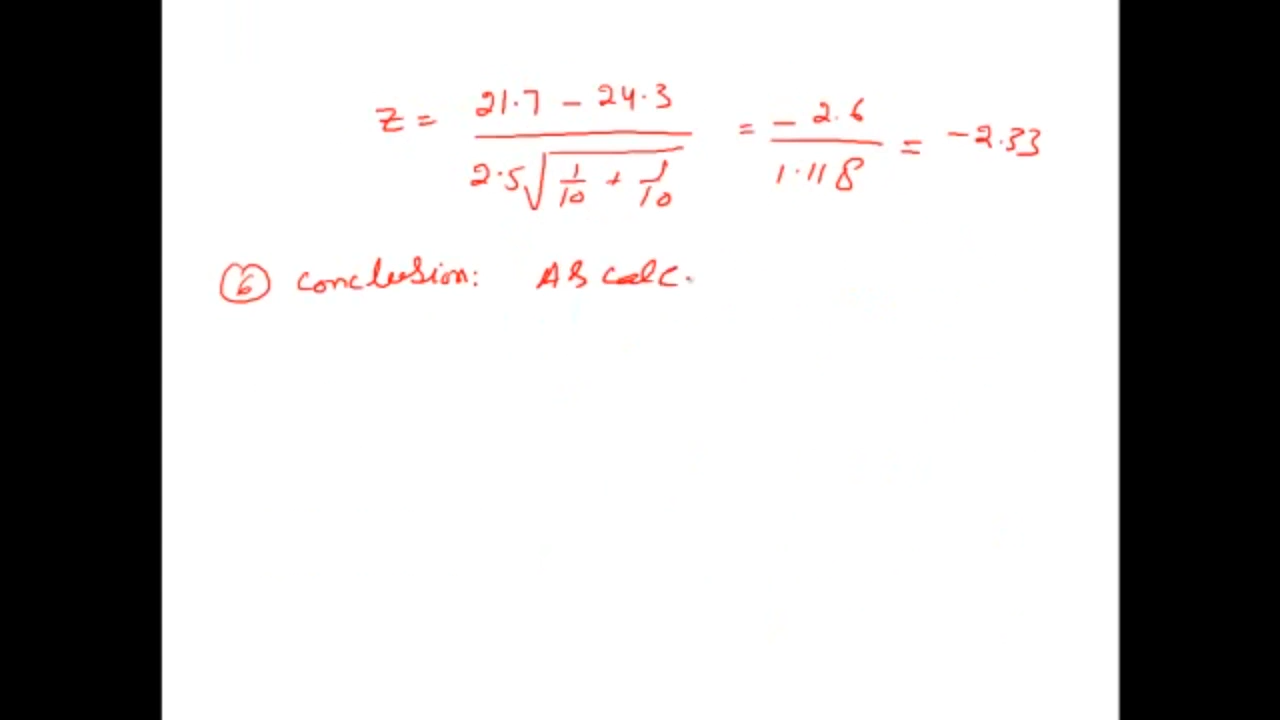 Z = 21.7 - 24.3 / 2.5√(1/10 + 1/10) = -2.6 / 1.118 = -2.33
⑥ conclusion: AS calc.